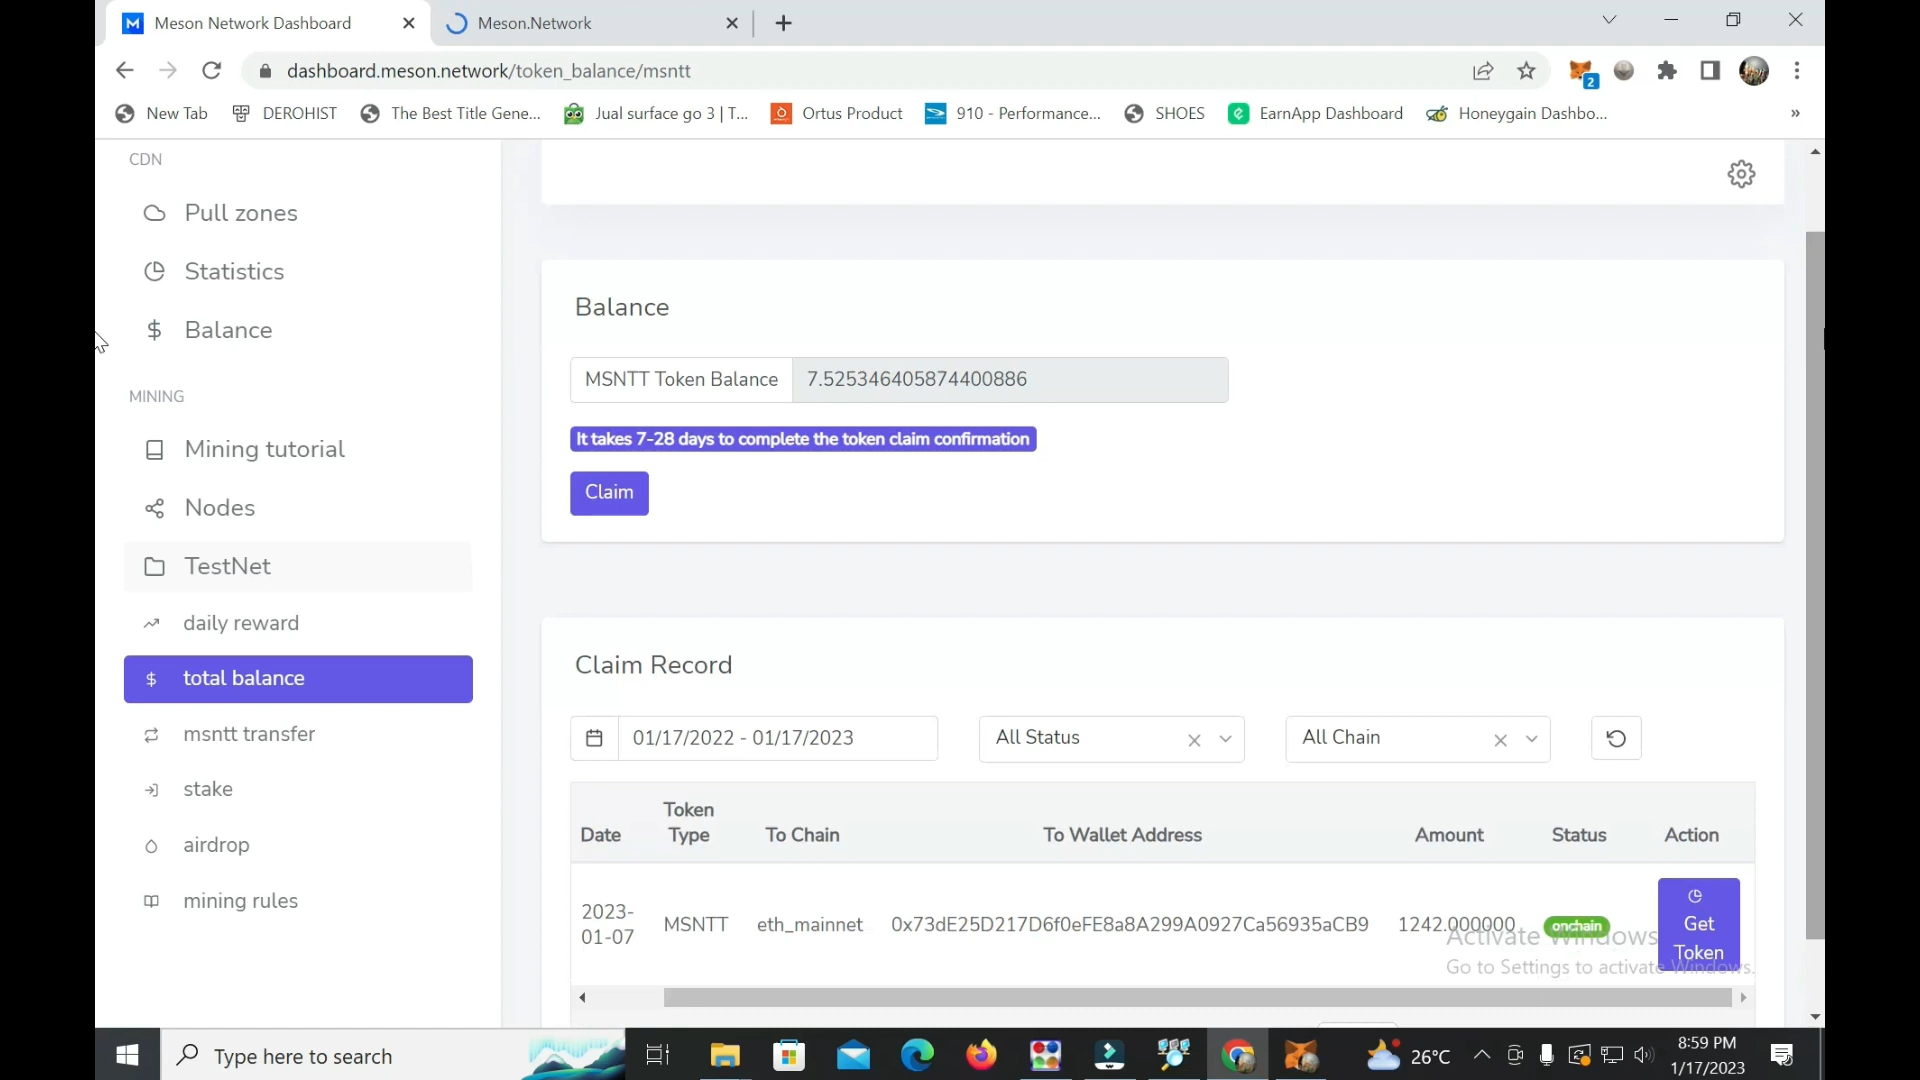 Meson Network Dashboard
Meson.Network
dashboard.meson.network/token_balance/msntt
2
New Tab
DEROHIST
The Best Title Gene...
Jual surface go 3 | T...
Ortus Product
910 - Performance...
SHOES
EarnApp Dashboard
Honeygain Dashbo...
»
CDN
Pull zones
Statistics
Balance
MINING
Mining tutorial
Nodes
TestNet
daily reward
total balance
msntt transfer
stake
airdrop
mining rules
Balance
MSNTT Token Balance
7.525346405874400886
It takes 7-28 days to complete the token claim confirmation
Claim
Claim Record
01/17/2022 - 01/17/2023
All Status
All Chain
Date
Token
Type
To Chain
To Wallet Address
Amount
Status
Action
2023-
01-07
MSNTT
eth_mainnet
0x73dE25D217D6f0eFE8a8A299A0927Ca56935aCB9
1242.000000
onchain
Get
Token
Activate Windows
Go to Settings to activate Windows.
Type here to search
26°C
8:59 PM
1/17/2023